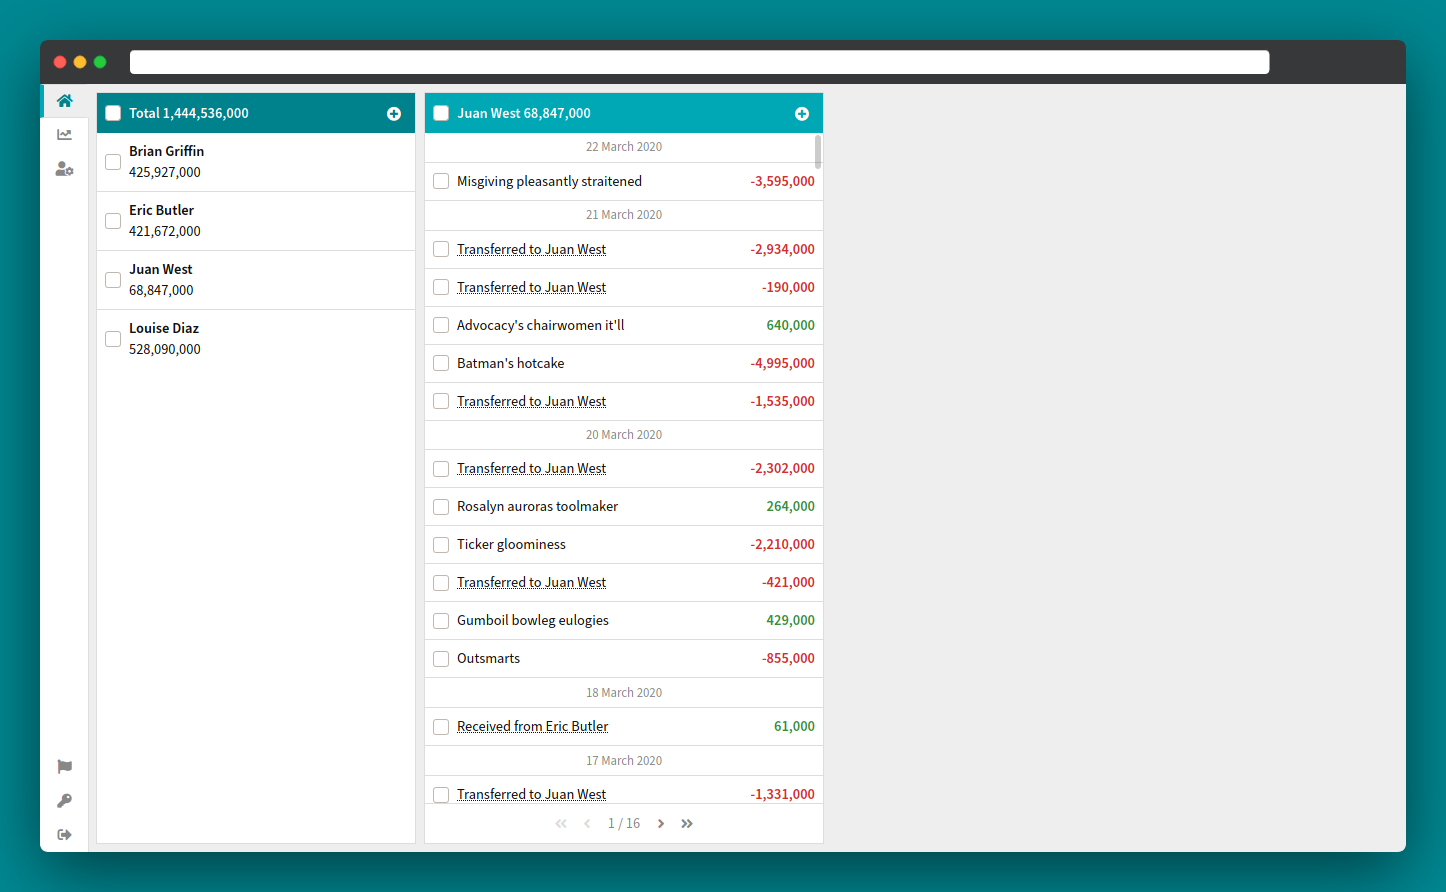 Total 1,444,536,000
Brian Griffin
425,927,000
Eric Butler
421,672,000
Juan West
68,847,000
Louise Diaz
528,090,000
Juan West 68,847,000
22 March 2020
Misgiving pleasantly straitened -3,595,000
21 March 2020
Transferred to Juan West -2,934,000
Transferred to Juan West -190,000
Advocacy's chairwomen it'll 640,000
Batman's hotcake -4,995,000
Transferred to Juan West -1,535,000
20 March 2020
Transferred to Juan West -2,302,000
Rosalyn auroras toolmaker 264,000
Ticker gloominess -2,210,000
Transferred to Juan West -421,000
Gumboil bowleg eulogies 429,000
Outsmarts -855,000
18 March 2020
Received from Eric Butler 61,000
17 March 2020
Transferred to Juan West -1,331,000
1 / 16